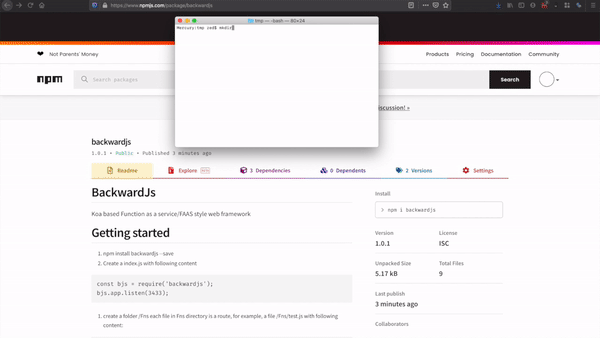 https://www.npmjs.com/package/backwardjs
tmp — -bash — 80×24
Mercury:tmp zed$ mkdir
❤ Not Parents' Money
Products Pricing Documentation Community
npm Search packages Search
discussion! »
backwardjs
1.0.1 • Public • Published 3 minutes ago
Readme Explore BETA 3 Dependencies 0 Dependents 2 Versions Settings
BackwardJs
Koa based Function as a service/FAAS style web framework
Getting started
1. npm install backwardjs --save
2. Create a index.js with following content
const bjs = require('backwardjs');
bjs.app.listen(3433);
1. create a folder /Fns each file in Fns directory is a route, for example, a file /Fns/test.js with following
content:
Install
> npm i backwardjs
Version License
1.0.1 ISC
Unpacked Size Total Files
5.17 kB 9
Last publish
3 minutes ago
Collaborators